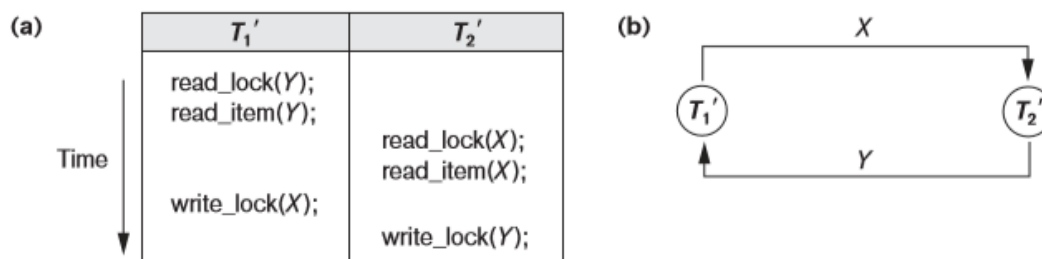 (a)
T₁′ T₂′
read_lock(Y);
read_item(Y);
read_lock(X);
Time
read_item(X);
write_lock(X);
write_lock(Y);
(b)
X
T₁′ T₂′
Y